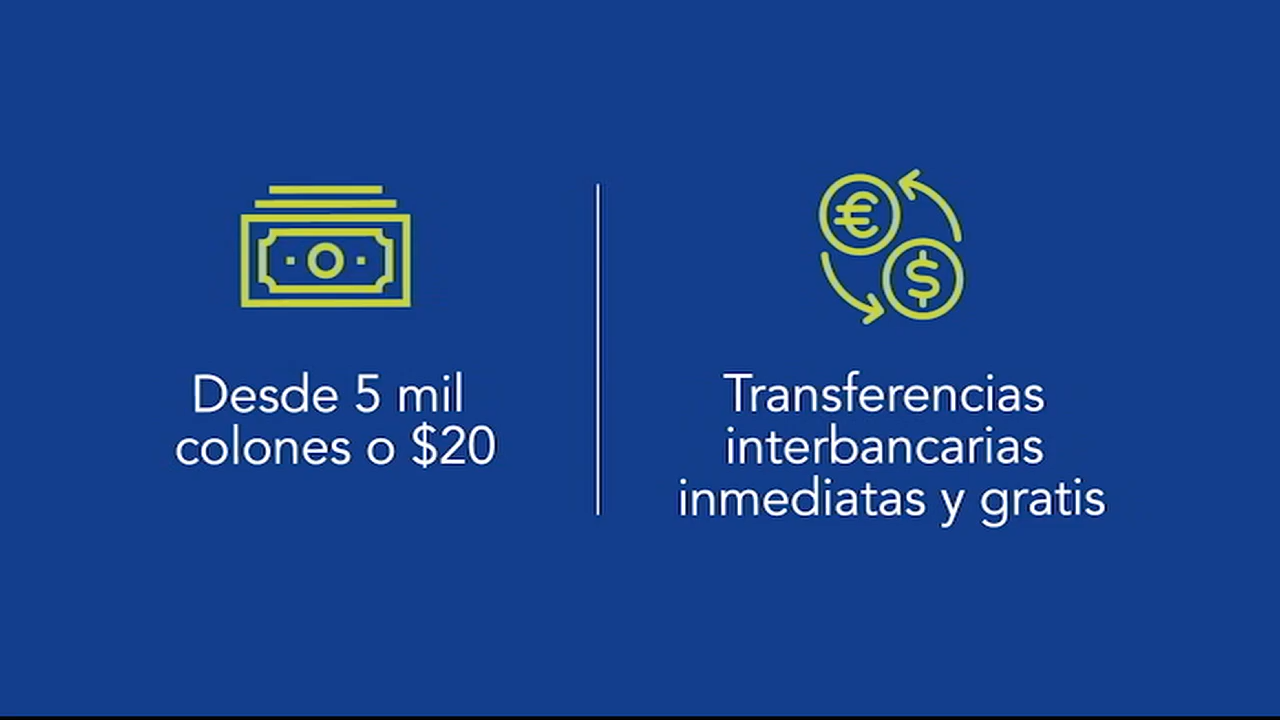 Desde 5 mil
colones o $20
€
$
Transferencias
interbancarias
inmediatas y gratis